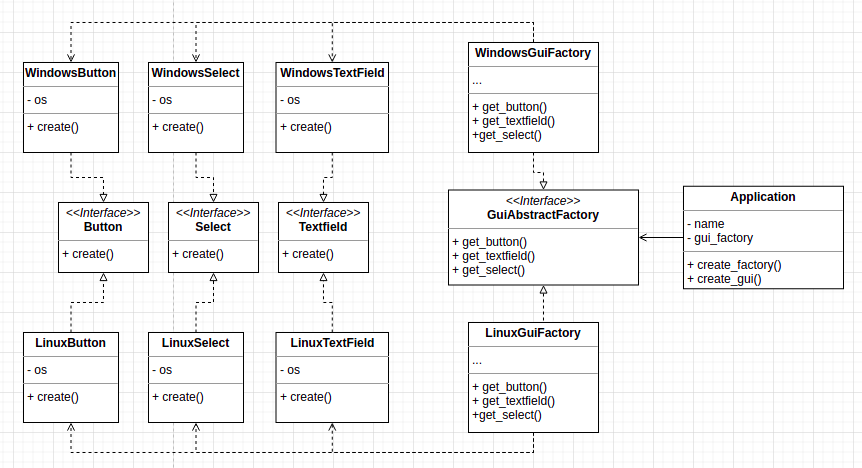 WindowsButton
- os
+ create()
WindowsSelect
- os
+ create()
WindowsTextField
- os
+ create()
WindowsGuiFactory
...
+ get_button()
+ get_textfield()
+get_select()
<<Interface>>
Button
+ create()
<<Interface>>
Select
+ create()
<<Interface>>
Textfield
+ create()
<<Interface>>
GuiAbstractFactory
+ get_button()
+ get_textfield()
+ get_select()
Application
- name
- gui_factory
+ create_factory()
+ create_gui()
LinuxButton
- os
+ create()
LinuxSelect
- os
+ create()
LinuxTextField
- os
+ create()
LinuxGuiFactory
...
+ get_button()
+ get_textfield()
+get_select()